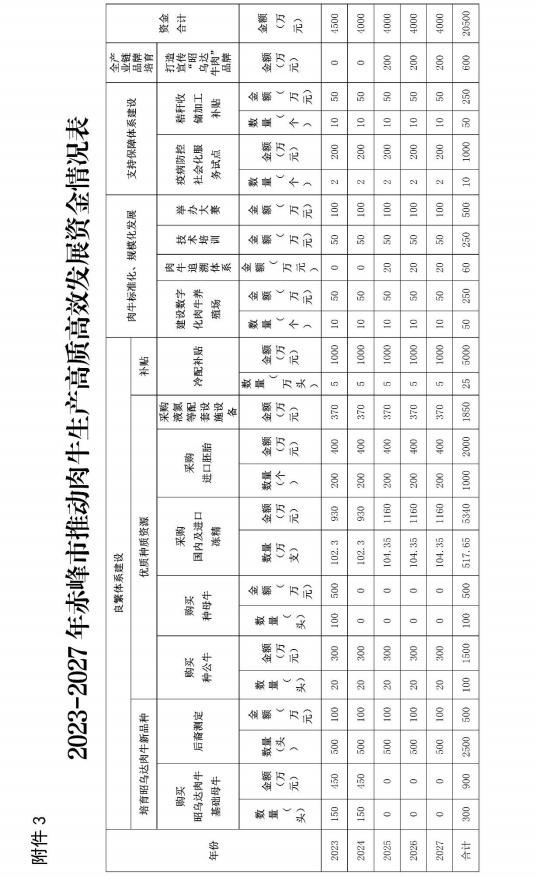 附件 3
2023-2027 年赤峰市推动肉牛生产高质高效发展资金情况表
年份 良繁体系建设 肉牛标准化、规模化发展 支持保障体系建设 全产业链品牌培育 资金合计
培育昭乌达肉牛新品种 优质种质资源 补贴
购买昭乌达肉牛基础母牛 后裔测定 购买种公牛 购买种母牛 采购国内及进口冻精 采购进口胚胎 采购液氮等配套设施设备 冷配补贴 建设数字化肉牛养殖场 肉牛追溯体系 技术培训 举办大赛 疫病防控社会化服务试点 秸秆收储加工补贴 打造宣传“昭乌达牛肉”品牌
数量(头) 金额(万元) 数量(头) 金额(万元) 数量(头) 金额(万元) 数量(头) 金额(万元) 数量(万支) 金额(万元) 数量(个) 金额(万元) 金额(万元) 数量(万头) 金额(万元) 数量(个) 金额(万元) 金额(万元) 数量(个) 金额(万元) 数量(个) 金额(万元) 金额(万元) 金额(万元)
2023 150 450 500 100 20 300 100 500 102.3 930 200 400 370 5 1000 10 50 0 50 100 2 200 10 50 0 4500
2024 150 450 500 100 20 300 0 0 102.3 930 200 400 370 5 1000 10 50 0 50 100 2 200 10 50 0 4000
2025 0 0 500 100 20 300 0 0 104.35 1160 200 400 370 5 1000 10 50 20 50 100 2 200 10 50 200 4000
2026 0 0 500 100 20 300 0 0 104.35 1160 200 400 370 5 1000 10 50 20 50 100 2 200 10 50 200 4000
2027 0 0 500 100 20 300 0 0 104.35 1160 200 400 370 5 1000 10 50 20 50 100 2 200 10 50 200 4000
合计 300 900 2500 500 100 1500 100 500 517.65 5340 1000 2000 1850 25 5000 50 250 60 250 500 10 1000 50 250 600 20500